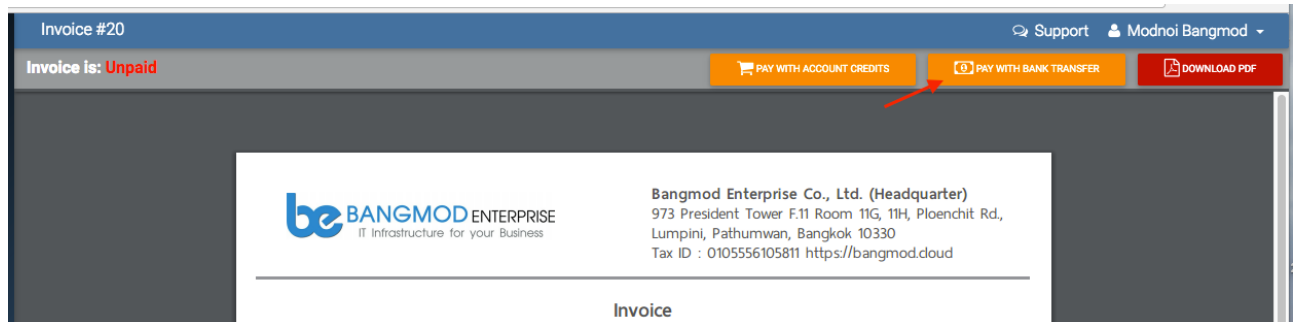 Invoice #20
Support
Modnoi Bangmod
Invoice is: Unpaid
PAY WITH ACCOUNT CREDITS
PAY WITH BANK TRANSFER
DOWNLOAD PDF
be BANGMOD ENTERPRISE
IT Infrastructure for your Business
Bangmod Enterprise Co., Ltd. (Headquarter)
973 President Tower F.11 Room 11G, 11H, Ploenchit Rd.,
Lumpini, Pathumwan, Bangkok 10330
Tax ID : 0105556105811 https://bangmod.cloud
Invoice